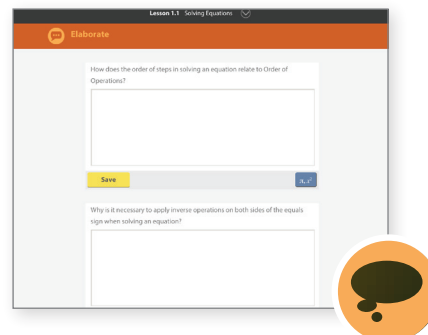 Lesson 1.1 Solving Equations
Elaborate
How does the order of steps in solving an equation relate to Order of
Operations?
Save
π, x²
Why is it necessary to apply inverse operations on both sides of the equals
sign when solving an equation?